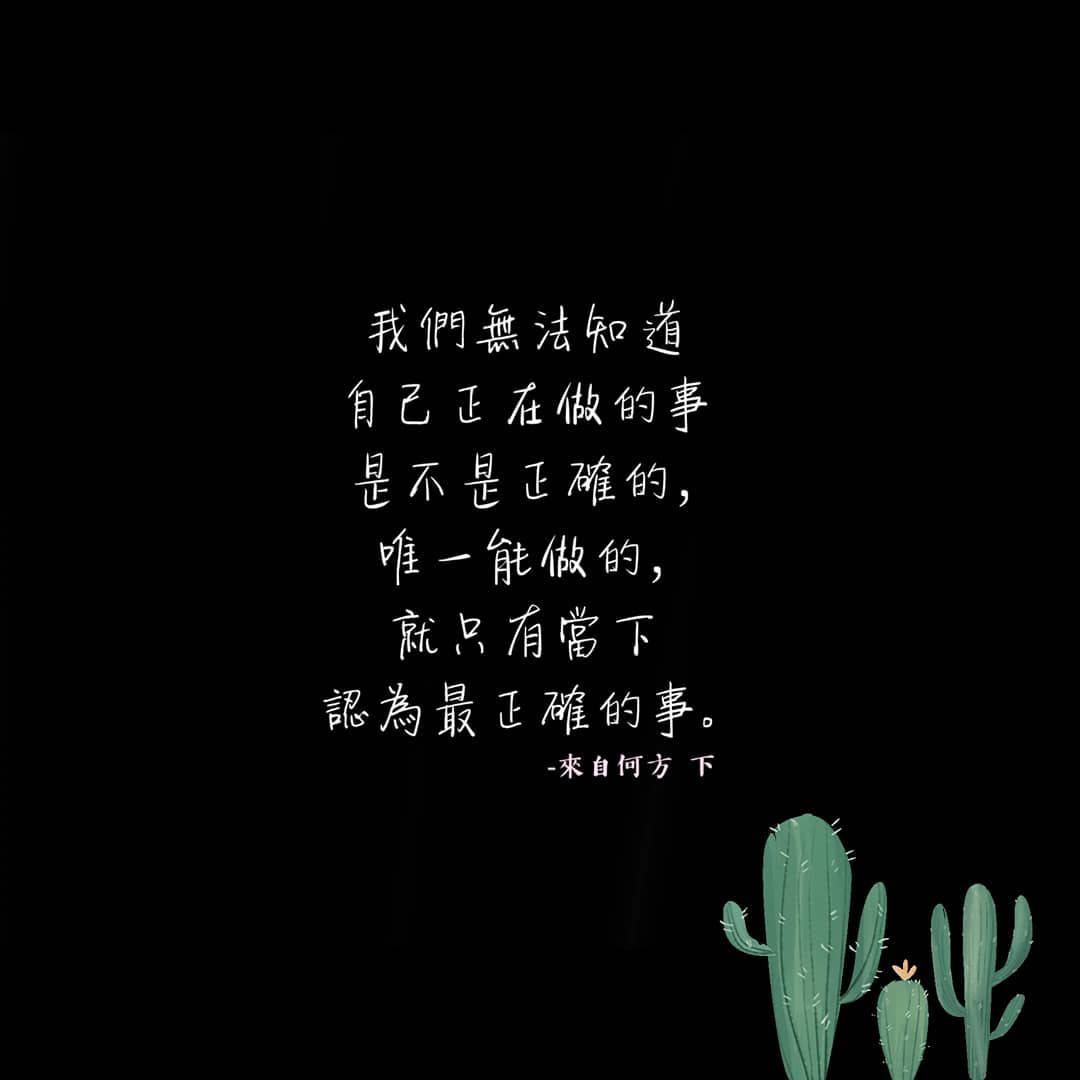 我們無法知道
自己正在做的事
是不是正確的,
唯一能做的,
就只有當下
認為最正確的事。
-來自何方 下